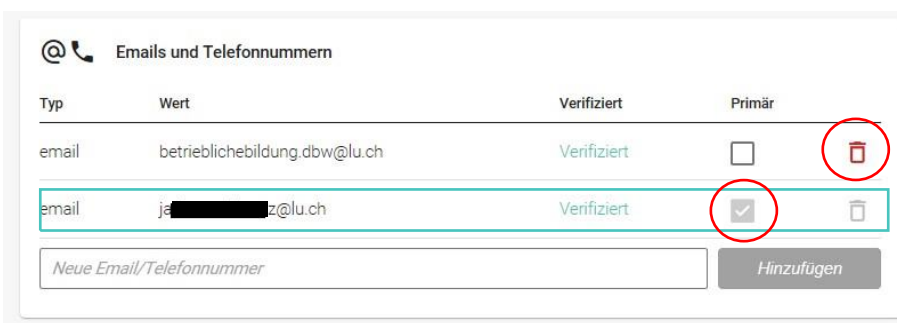 Emails und Telefonnummern
Typ Wert Verifiziert Primär
email betrieblichebildung.dbw@lu.ch Verifiziert
email ja z@lu.ch Verifiziert
Neue Email/Telefonnummer Hinzufügen